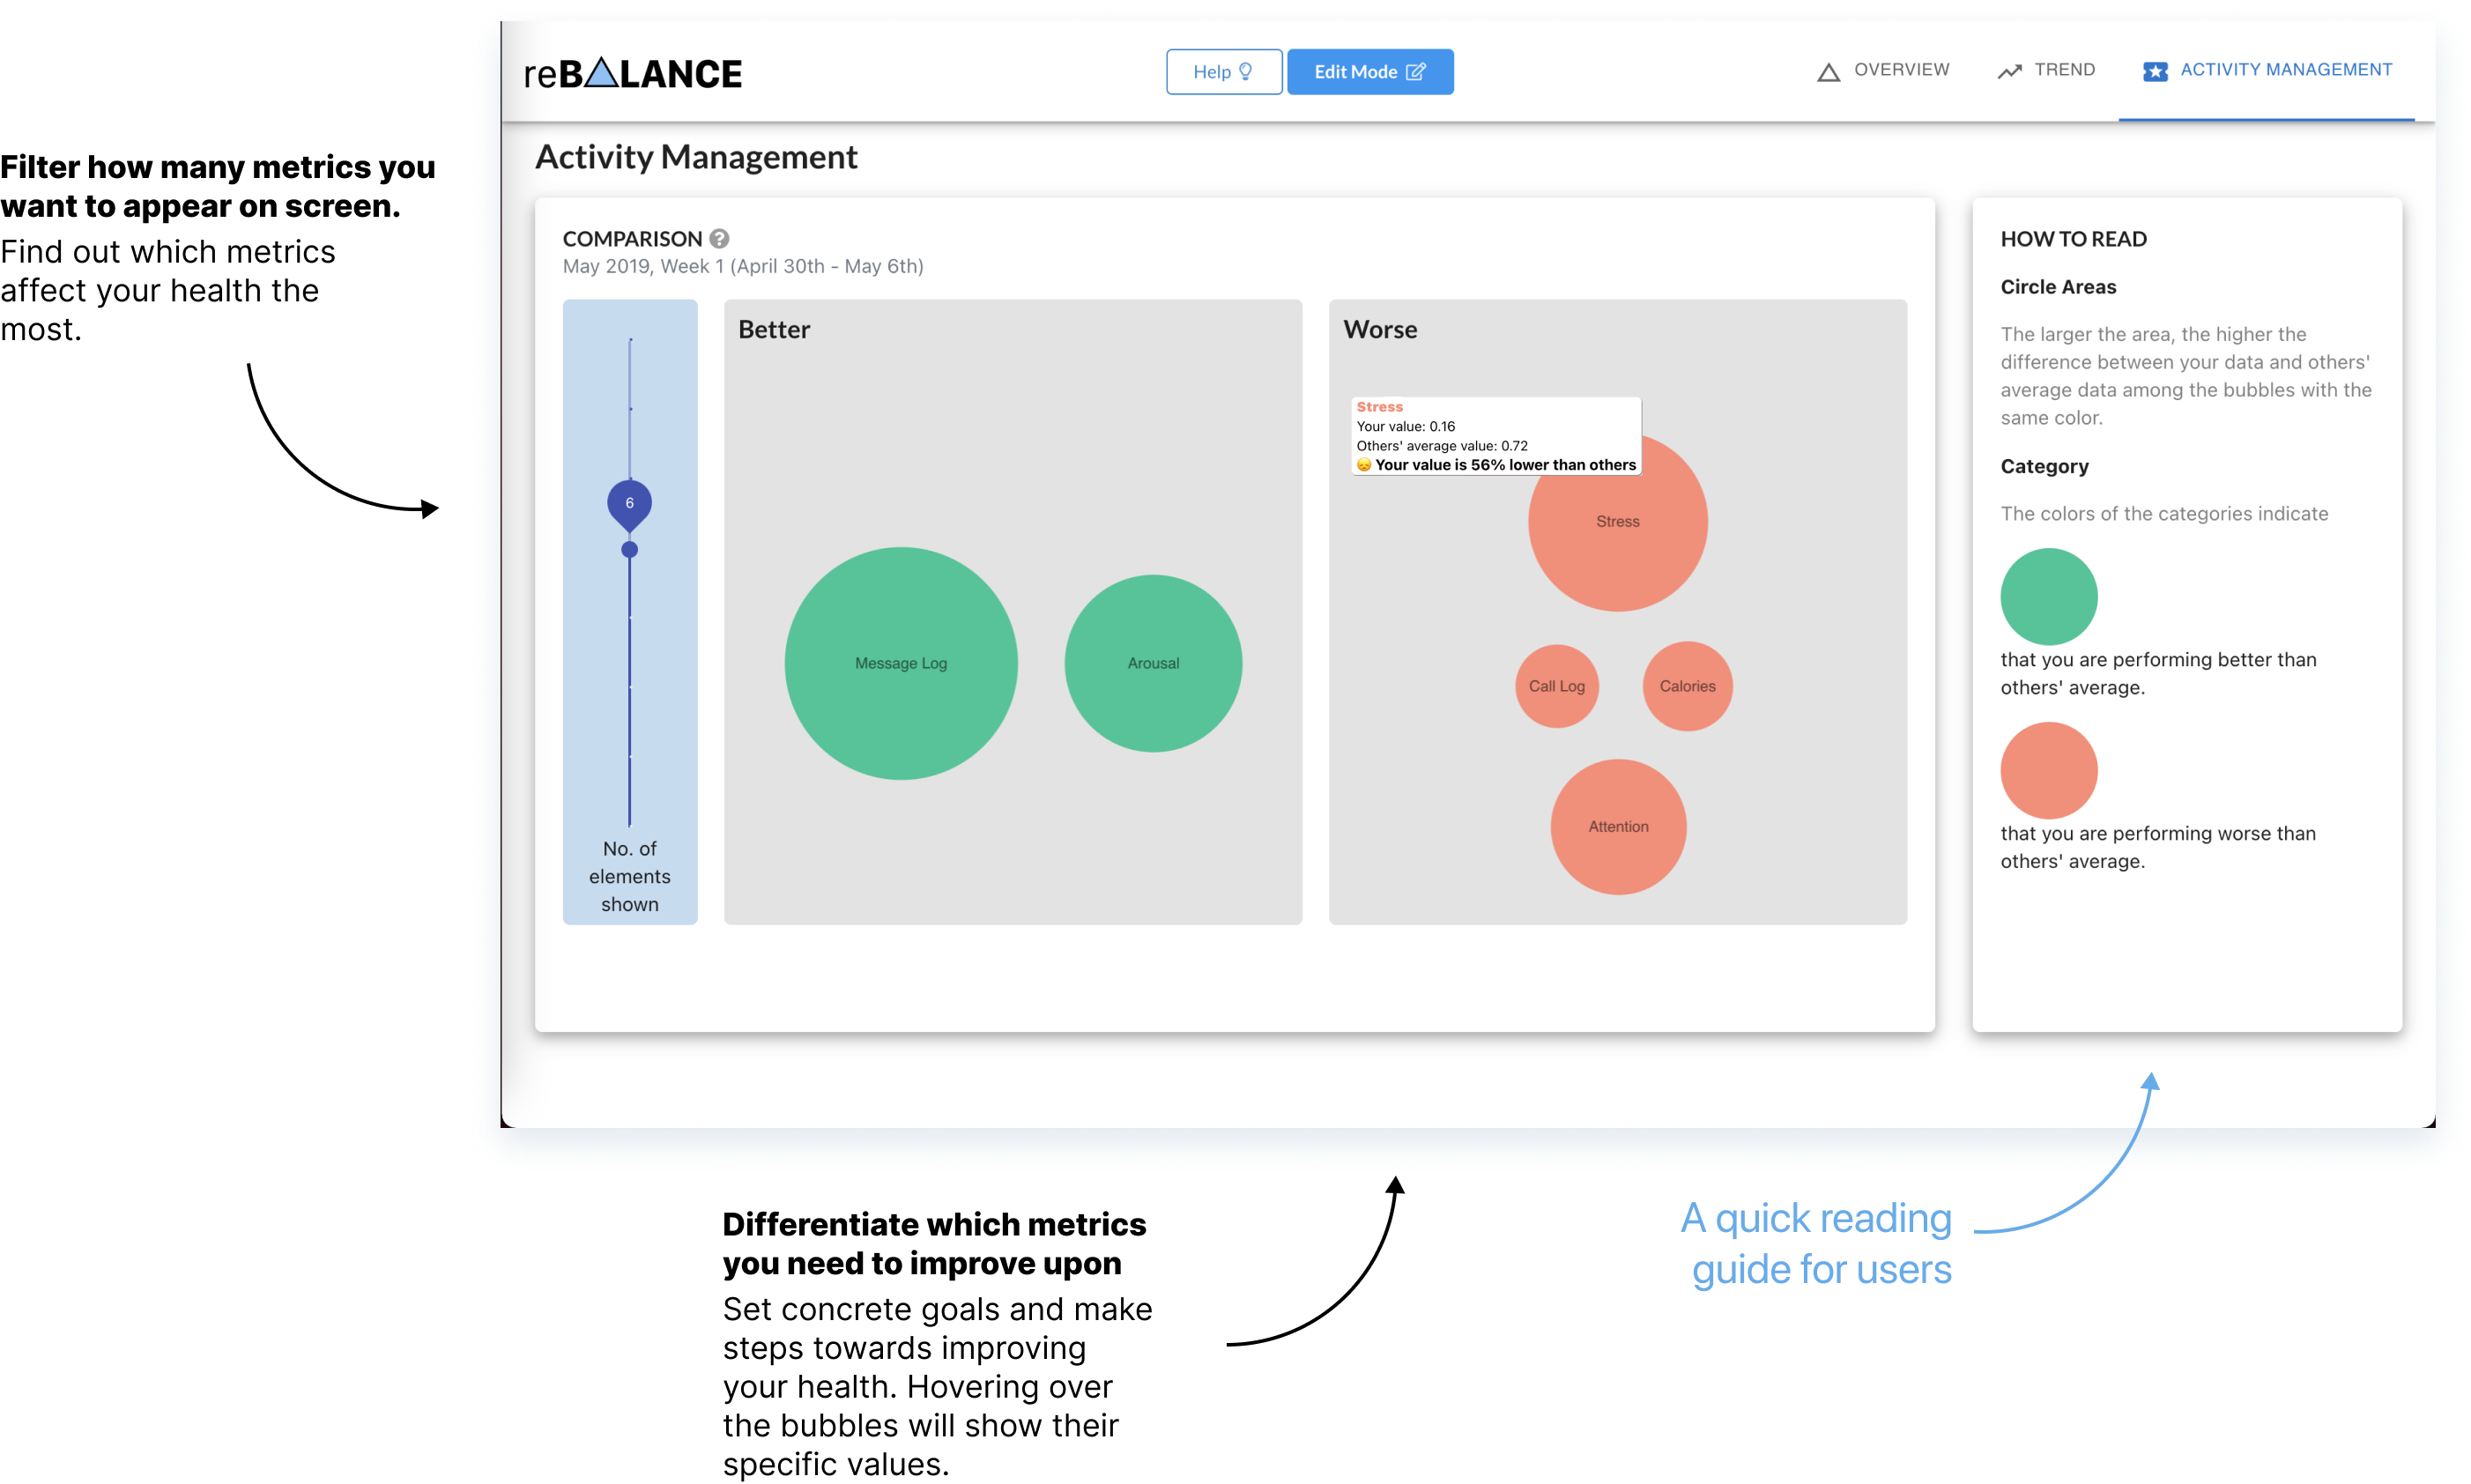 reBALANCE
Help
Edit Mode
OVERVIEW
TREND
ACTIVITY MANAGEMENT
Filter how many metrics you
want to appear on screen.
Find out which metrics
affect your health the
most.
Activity Management
COMPARISON ?
May 2019, Week 1 (April 30th - May 6th)
6
No. of
elements
shown
Better
Message Log
Arousal
Worse
Stress
Your value: 0.16
Others' average value: 0.72
😞 Your value is 56% lower than others
Stress
Call Log
Calories
Attention
HOW TO READ
Circle Areas
The larger the area, the higher the
difference between your data and others'
average data among the bubbles with the
same color.
Category
The colors of the categories indicate
that you are performing better than
others' average.
that you are performing worse than
others' average.
Differentiate which metrics
you need to improve upon
Set concrete goals and make
steps towards improving
your health. Hovering over
the bubbles will show their
specific values.
A quick reading
guide for users